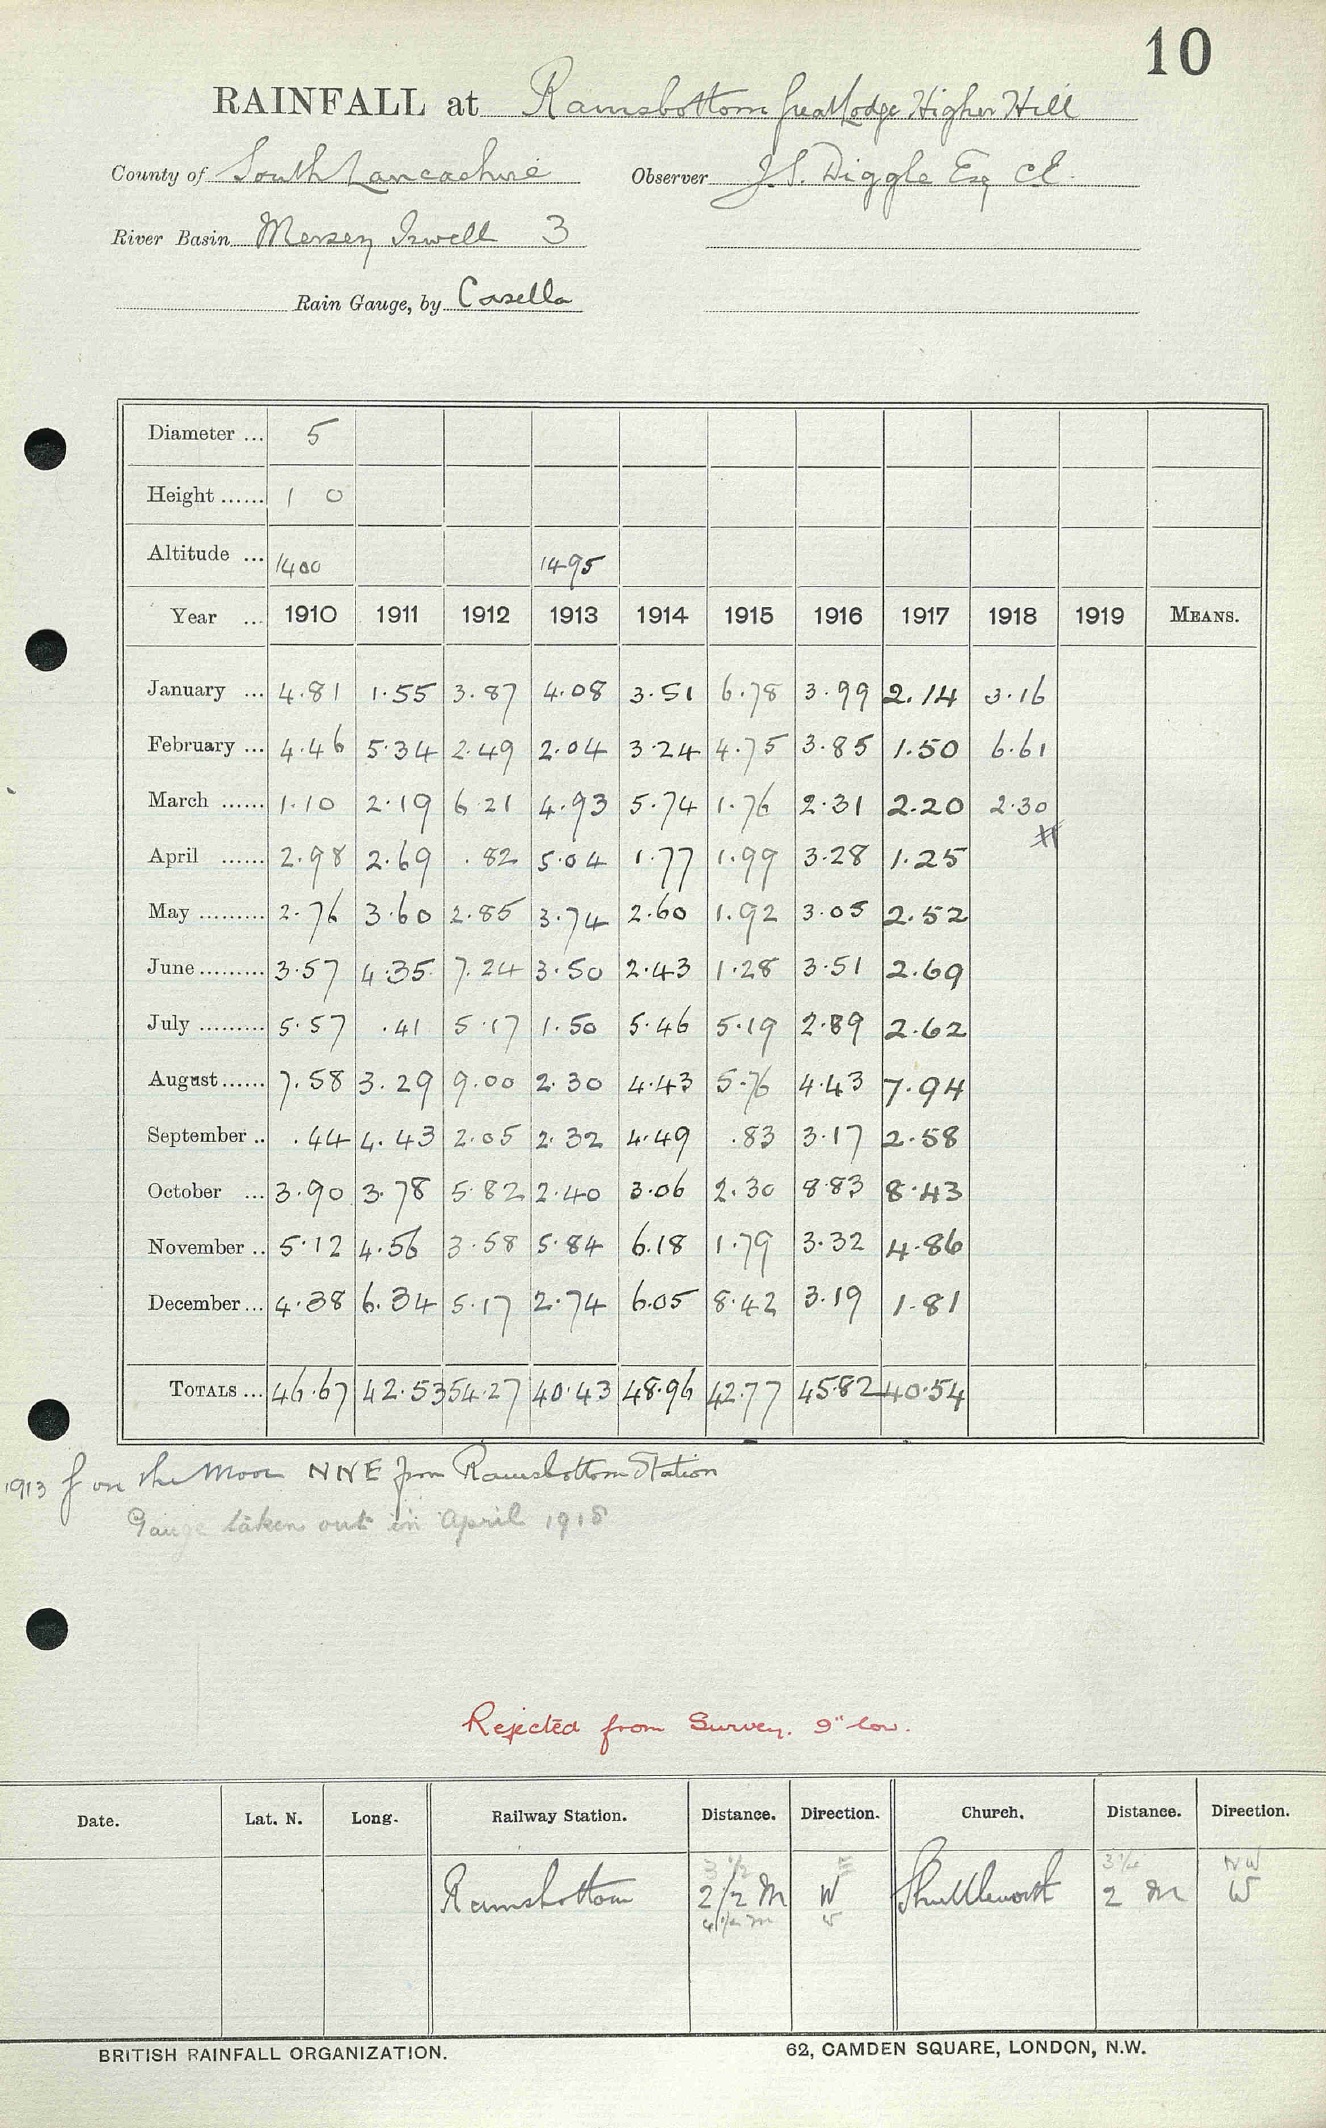 10
RAINFALL at Ramsbottom Great Lodge Higher Hill
County of South Lancashire Observer J.S. Diggle Esq CE.
River Basin Mersey Irwell 3
Rain Gauge, by Casella
Diameter ... 5
Height ...... 1 0
Altitude ... 1400 1495
Year ... 1910 1911 1912 1913 1914 1915 1916 1917 1918 1919 MEANS.
January ... 4.81 1.55 3.87 4.08 3.51 6.78 3.99 2.14 3.16
February ... 4.46 5.34 2.49 2.04 3.24 4.75 3.85 1.50 6.61
March ...... 1.10 2.19 6.21 4.93 5.74 1.76 2.31 2.20 2.30
April ...... 2.98 2.69 .82 5.04 1.77 1.99 3.28 1.25
May ......... 2.76 3.60 2.85 3.74 2.60 1.92 3.05 2.52
June ......... 3.57 4.35 7.24 3.50 2.43 1.28 3.51 2.69
July ......... 5.57 .41 5.17 1.50 5.46 5.19 2.89 2.62
August ...... 7.58 3.29 9.00 2.30 4.43 5.76 4.43 7.94
September .. .44 4.43 2.05 2.32 4.49 .83 3.17 2.58
October ... 3.90 3.78 5.82 2.40 3.06 2.30 8.83 8.43
November .. 5.12 4.56 3.58 5.84 6.18 1.79 3.32 4.86
December ... 4.38 6.34 5.17 2.74 6.05 8.42 3.19 1.81
TOTALS ... 46.67 42.53 54.27 40.43 48.96 42.77 45.82 40.54
1913 on the Moor NNE from Ramsbottom Station
Gauge taken out in April 1918
Rejected from Survey. 9" low.
Date. Lat. N. Long. Railway Station. Distance. Direction. Church. Distance. Direction.
3 1/2 E 3 1/4 NW
Ramsbottom 2 1/2 M W Shuttleworth 2 M W
BRITISH RAINFALL ORGANIZATION. 62, CAMDEN SQUARE, LONDON, N.W.